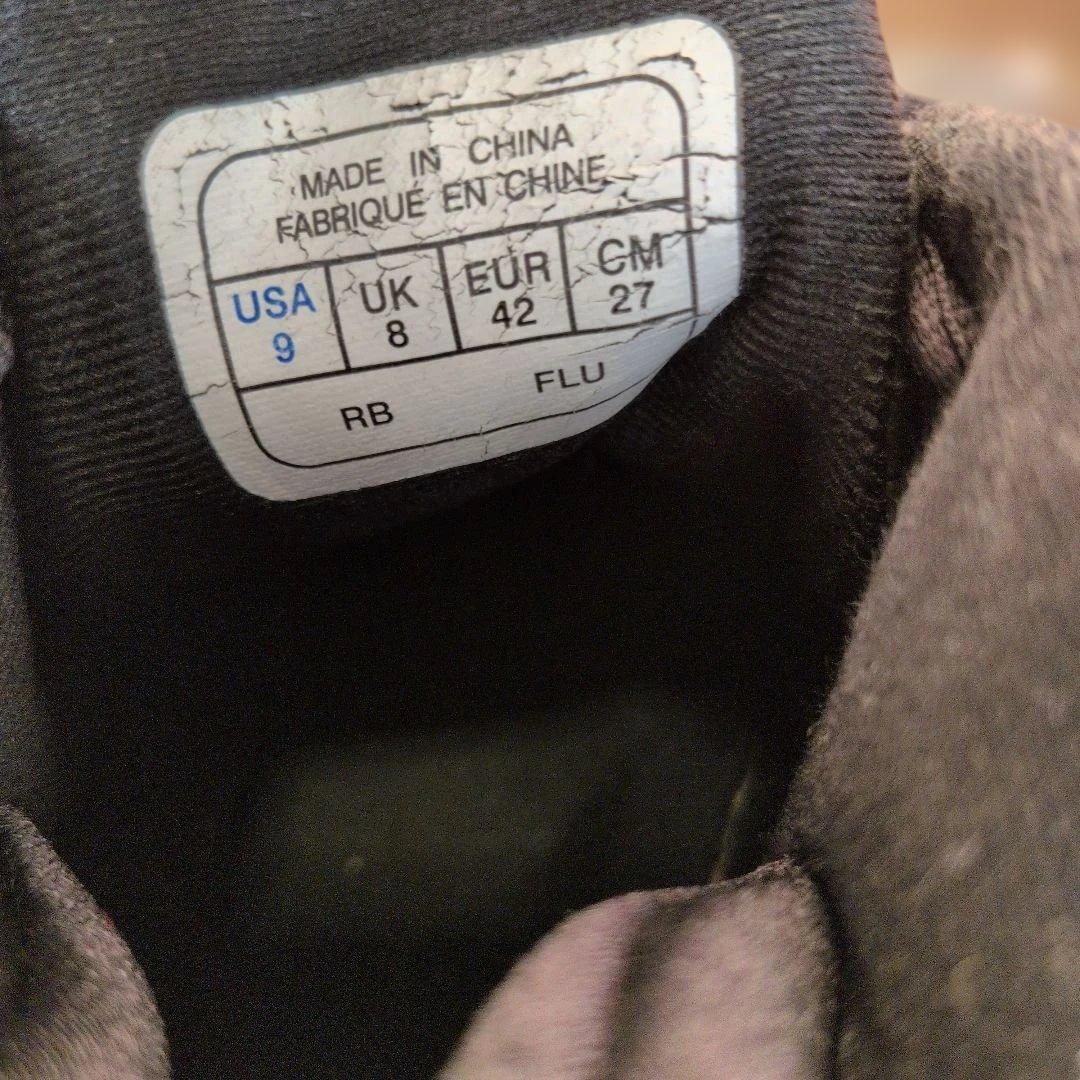 MADE IN CHINA
FABRIQUÉ EN CHINE
USA UK EUR CM
9 8 42 27
RB FLU